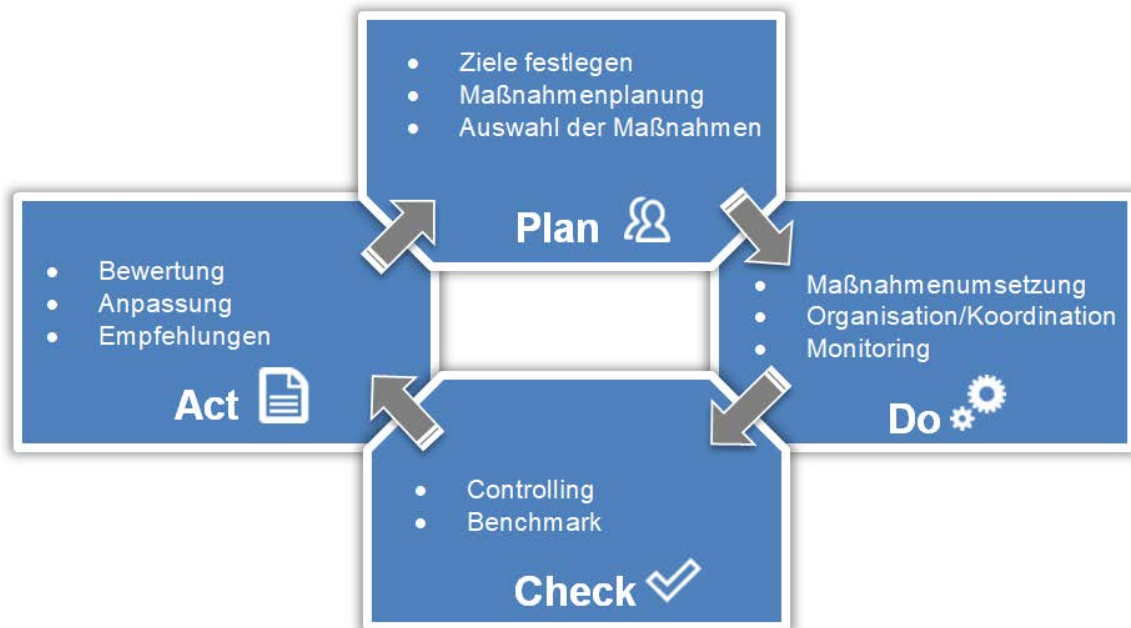 • Ziele festlegen
• Maßnahmenplanung
• Auswahl der Maßnahmen
Plan
• Maßnahmenumsetzung
• Organisation/Koordination
• Monitoring
Do
• Controlling
• Benchmark
Check
• Bewertung
• Anpassung
• Empfehlungen
Act